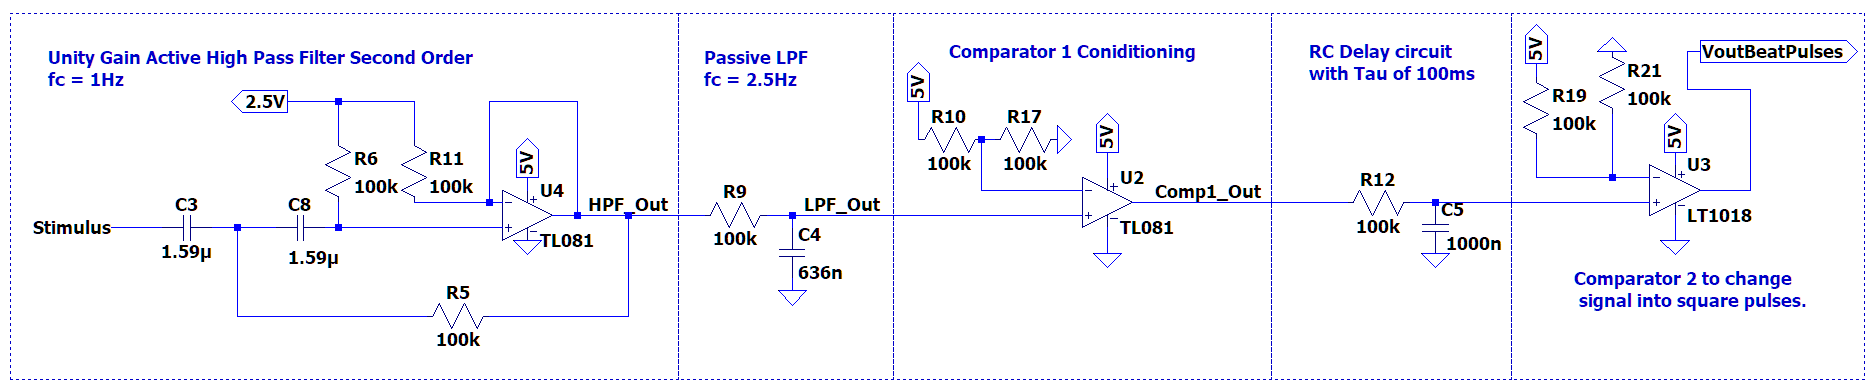 Unity Gain Active High Pass Filter Second Order
fc = 1Hz
2.5V
R6
100k
R11
100k
5V
U4
TL081
C3
1.59µ
C8
1.59µ
Stimulus
HPF_Out
R5
100k
Passive LPF
fc = 2.5Hz
R9
100k
LPF_Out
C4
636n
Comparator 1 Coniditioning
5V
R10
100k
R17
100k
5V
U2
TL081
Comp1_Out
RC Delay circuit
with Tau of 100ms
R12
100k
C5
1000n
5V
R19
100k
R21
100k
VoutBeatPulses
5V
U3
LT1018
Comparator 2 to change
signal into square pulses.